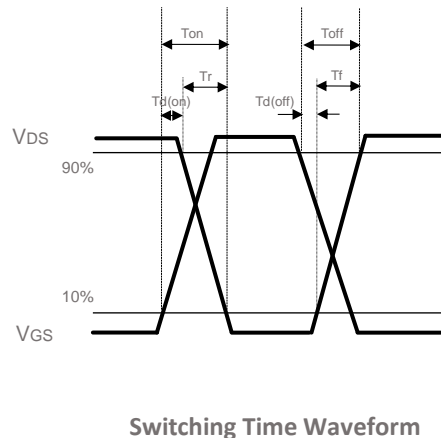 Ton
Toff
Tr
Tf
Td(on)
Td(off)
VDS
90%
10%
VGS
Switching Time Waveform